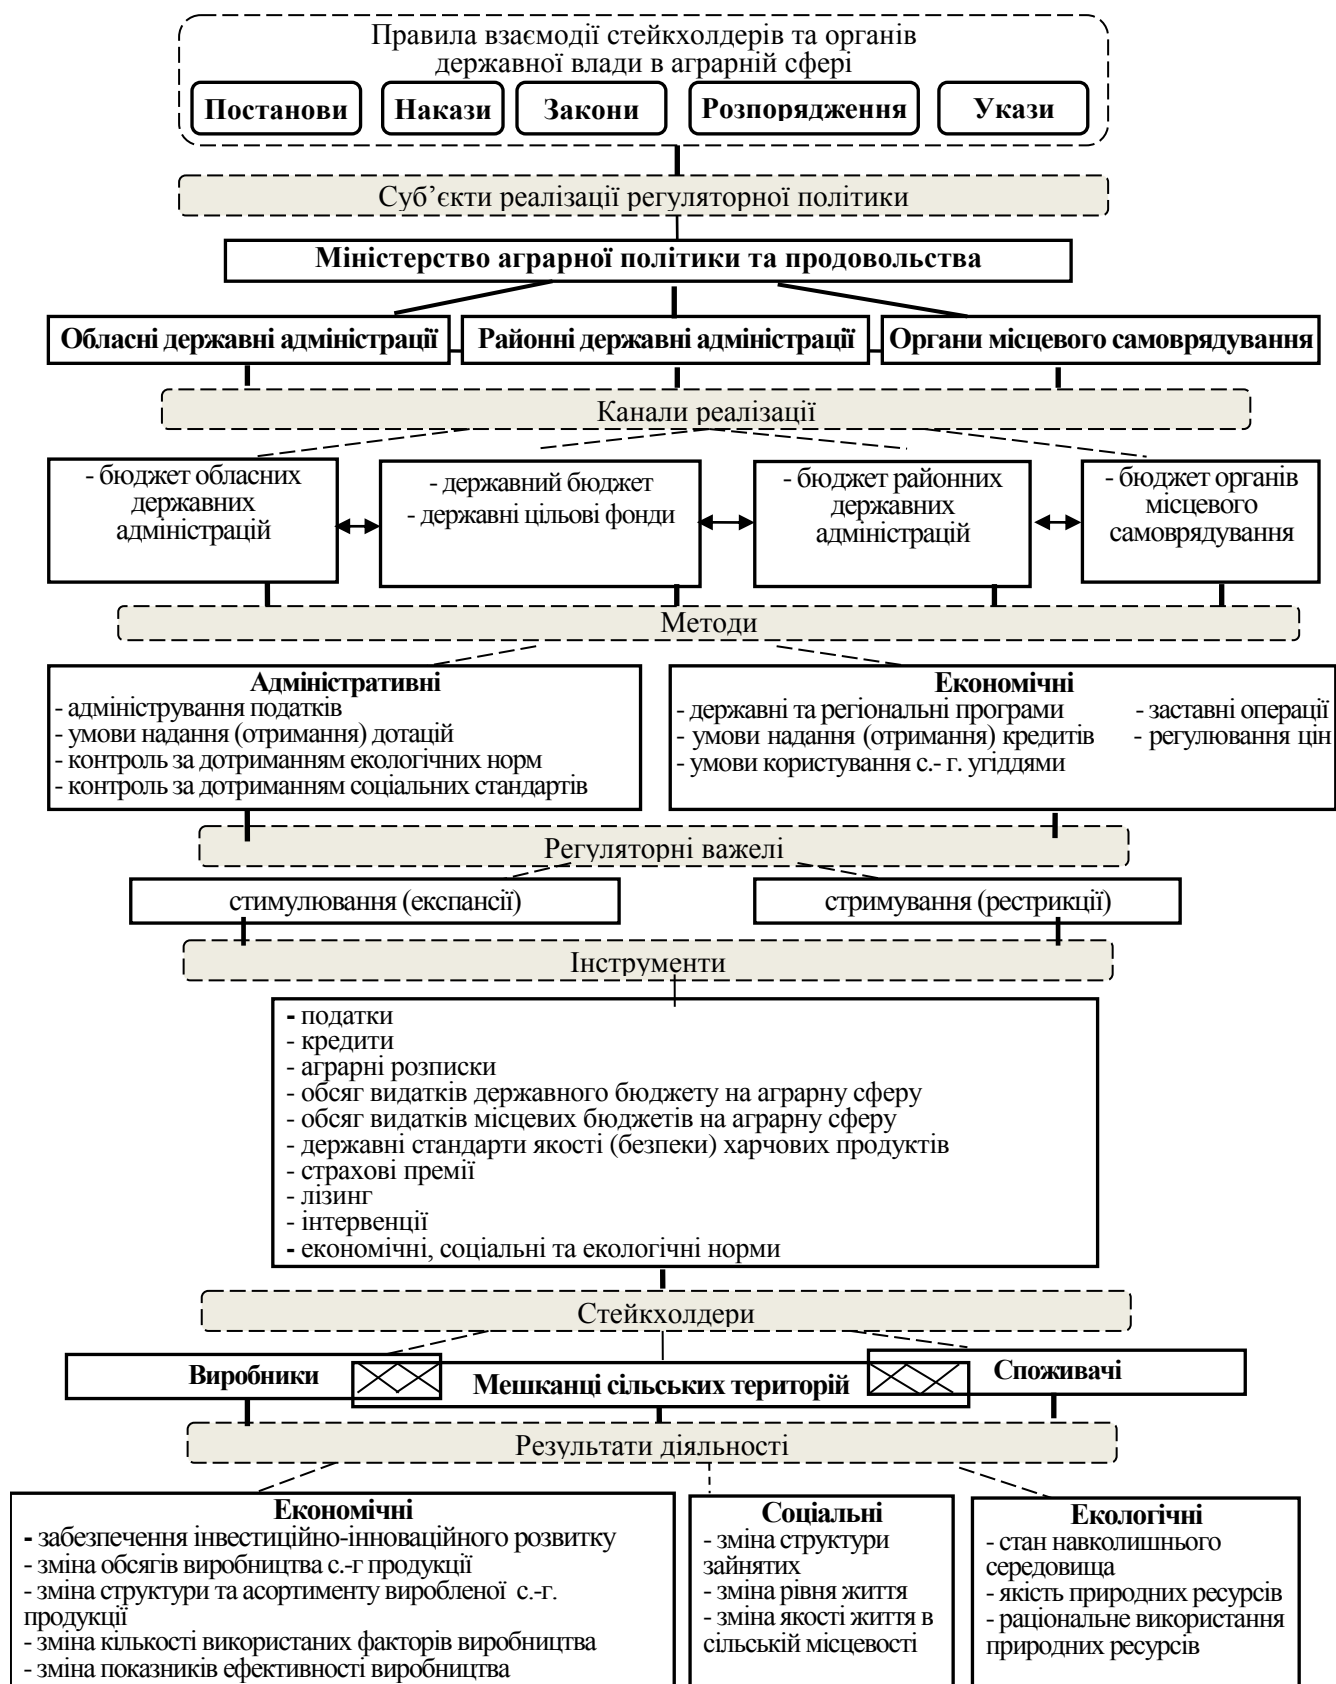 Правила взаємодії стейкхолдерів та органів
державної влади в аграрній сфері
Постанови
Накази
Закони
Розпорядження
Укази
Суб’єкти реалізації регуляторної політики
Міністерство аграрної політики та продовольства
Обласні державні адміністрації
Районні державні адміністрації
Органи місцевого самоврядування
Канали реалізації
- бюджет обласних
державних
адміністрацій
- державний бюджет
- державні цільові фонди
- бюджет районних
державних
адміністрацій
- бюджет органів
місцевого
самоврядування
Методи
Адміністративні
- адміністрування податків
- умови надання (отримання) дотацій
- контроль за дотриманням екологічних норм
- контроль за дотриманням соціальних стандартів
Економічні
- державні та регіональні програми - заставні операції
- умови надання (отримання) кредитів - регулювання цін
- умови користування с.- г. угіддями
Регуляторні важелі
стимулювання (експансії)
стримування (рестрикції)
Інструменти
- податки
- кредити
- аграрні розписки
- обсяг видатків державного бюджету на аграрну сферу
- обсяг видатків місцевих бюджетів на аграрну сферу
- державні стандарти якості (безпеки) харчових продуктів
- страхові премії
- лізинг
- інтервенції
- економічні, соціальні та екологічні норми
Стейкхолдери
Виробники
Мешканці сільських територій
Споживачі
Результати діяльності
Економічні
- забезпечення інвестиційно-інноваційного розвитку
- зміна обсягів виробництва с.-г продукції
- зміна структури та асортименту виробленої с.-г.
продукції
- зміна кількості використаних факторів виробництва
- зміна показників ефективності виробництва
Соціальні
- зміна структури
зайнятих
- зміна рівня життя
- зміна якості життя в
сільській місцевості
Екологічні
- стан навколишнього
середовища
- якість природних ресурсів
- раціональне використання
природних ресурсів